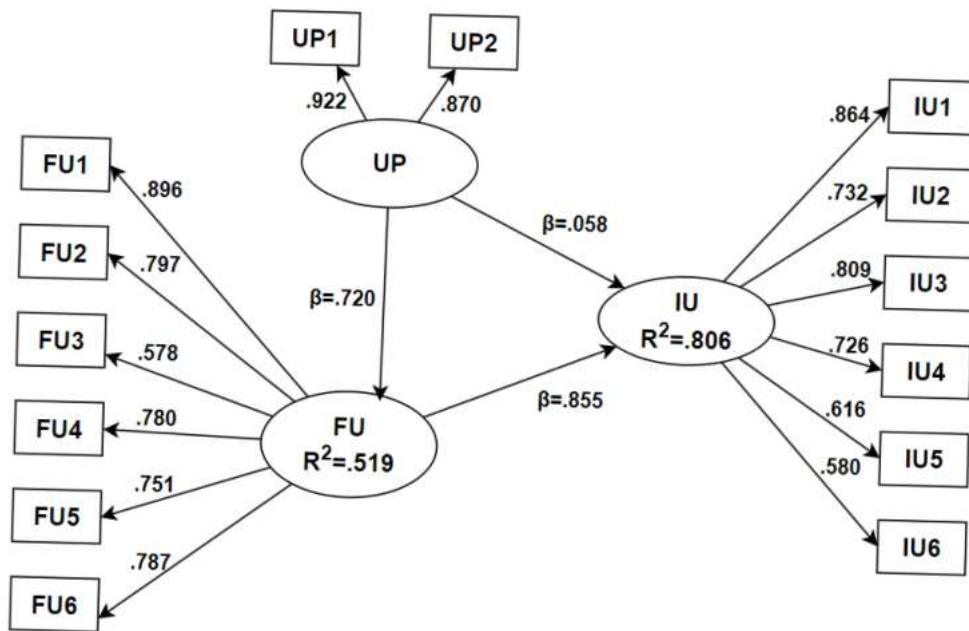 UP1
UP2
.922
.870
UP
FU1
FU2
FU3
FU4
FU5
FU6
.896
.797
.578
.780
.751
.787
β=.720
β=.058
β=.855
FU
R²=.519
IU
R²=.806
.864
.732
.809
.726
.616
.580
IU1
IU2
IU3
IU4
IU5
IU6